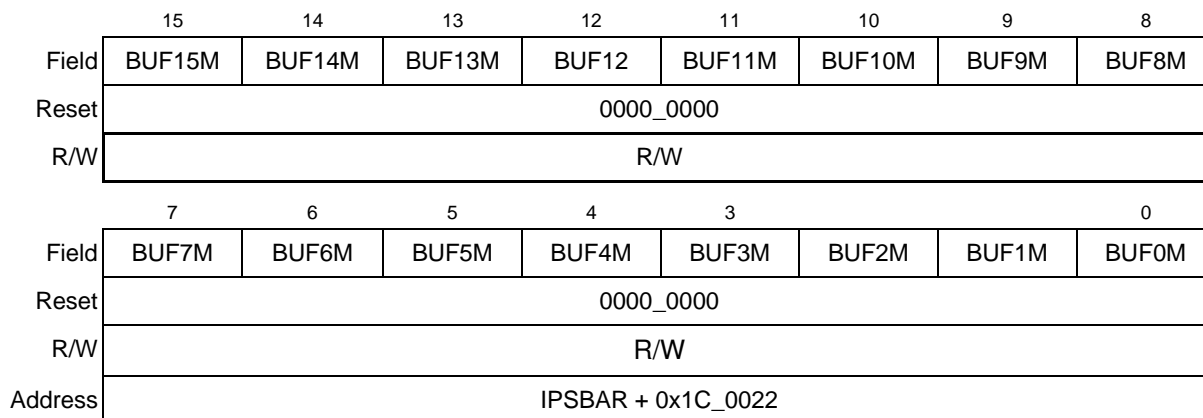 15 14 13 12 11 10 9 8
Field BUF15M BUF14M BUF13M BUF12 BUF11M BUF10M BUF9M BUF8M
Reset 0000_0000
R/W R/W
7 6 5 4 3 0
Field BUF7M BUF6M BUF5M BUF4M BUF3M BUF2M BUF1M BUF0M
Reset 0000_0000
R/W R/W
Address IPSBAR + 0x1C_0022